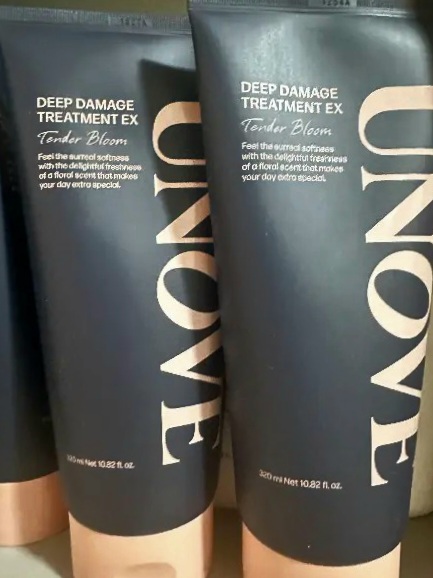 DEEP DAMAGE
TREATMENT EX
Tender Bloom
Feel the surreal softness
with the delightful freshness
of a floral scent that makes
your day extra special.
UNOVE
Net 10.82 fl. oz.
DEEP DAMAGE
TREATMENT EX
Tender Bloom
Feel the surreal softness
with the delightful freshness
of a floral scent that makes
your day extra special.
UNOVE
320 ml Net 10.82 fl. oz.